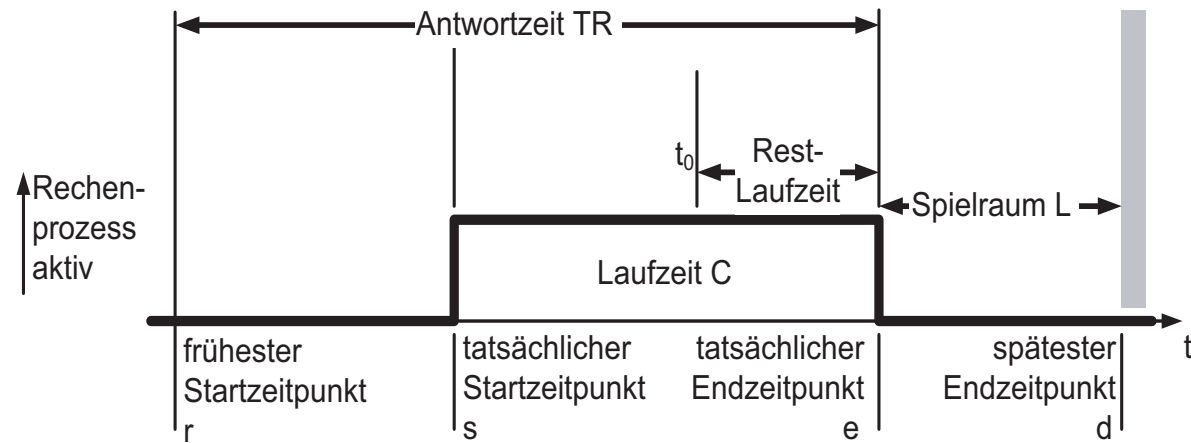 Antwortzeit TR
t₀
Rest-
Laufzeit
Rechen-
prozess
aktiv
Spielraum L
Laufzeit C
t
frühester
Startzeitpunkt
r
tatsächlicher
Startzeitpunkt
s
tatsächlicher
Endzeitpunkt
e
spätester
Endzeitpunkt
d